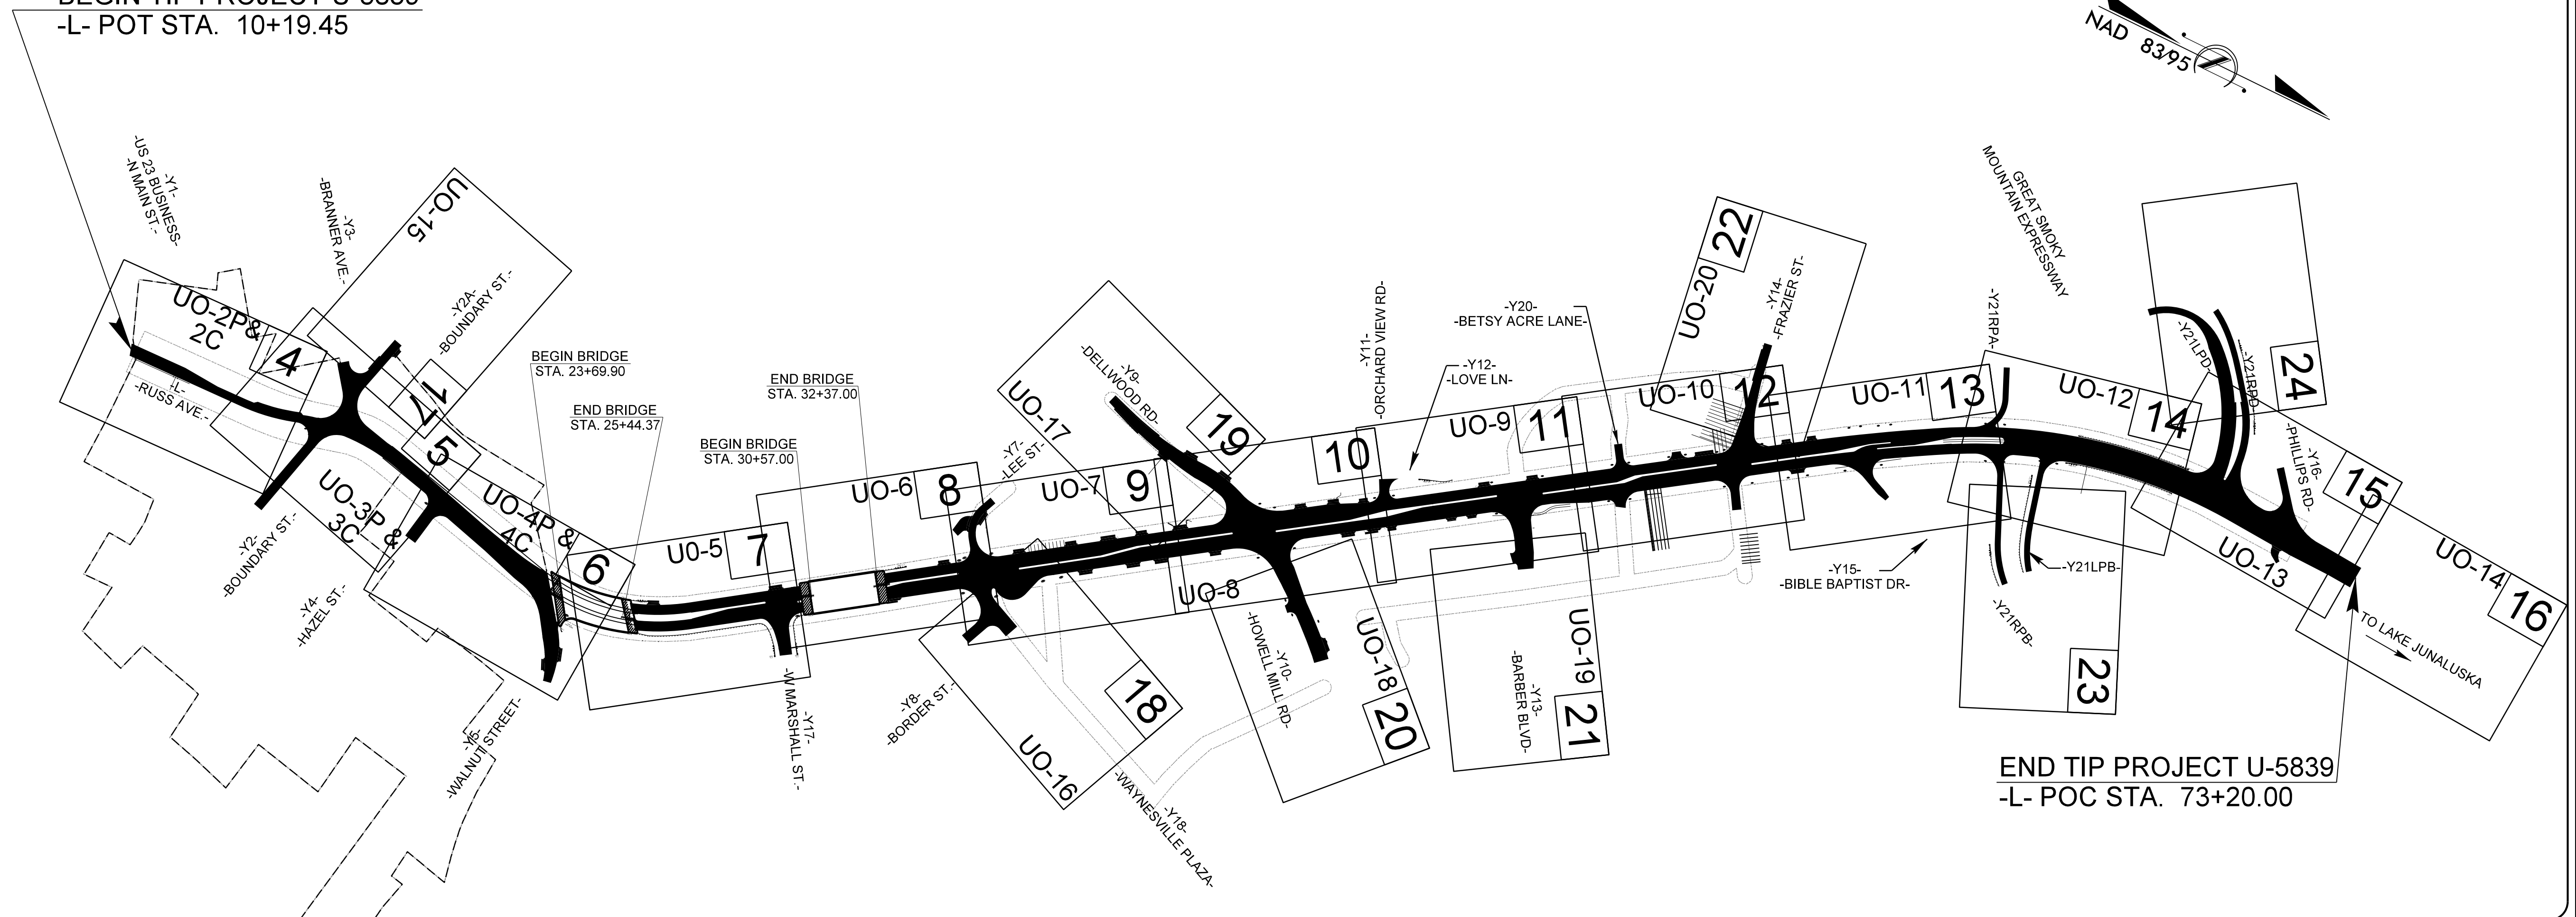 BEGIN TIP PROJECT U-5839
-L- POT STA. 10+19.45
NAD 83/95
-Y1-
-US 23 BUSINESS-
-N MAIN ST.-
-Y3-
-BRANNER AVE.-
UO-15
-Y2A-
-BOUNDARY ST.-
UO-2P&
2C
4
-L-
-RUSS AVE.-
17
5
UO-3P &
3C
-Y2-
-BOUNDARY ST.-
-Y4-
-HAZEL ST.-
UO-4P &
4C
6
-Y5-
-WALNUT STREET-
BEGIN BRIDGE
STA. 23+69.90
END BRIDGE
STA. 25+44.37
U0-5
7
BEGIN BRIDGE
STA. 30+57.00
END BRIDGE
STA. 32+37.00
-Y17-
-W MARSHALL ST.-
UO-6
8
-Y7-
-LEE ST.-
-Y8-
-BORDER ST.-
UO-16
18
-Y18-
-WAYNESVILLE PLAZA-
UO-17
-Y9-
-DELLWOOD RD-
19
UO-7
9
UO-8
10
-Y10-
-HOWELL MILL RD-
UO-18
20
-Y11-
-ORCHARD VIEW RD-
-Y12-
-LOVE LN-
UO-9
11
-Y20-
-BETSY ACRE LANE-
-Y13-
-BARBER BLVD-
UO-19
21
UO-20
22
-Y14-
-FRAZIER ST-
UO-10
12
UO-11
13
-Y15-
-BIBLE BAPTIST DR-
-Y21RPA-
GREAT SMOKY
MOUNTAIN EXPRESSWAY
UO-12
14
-Y21RPB-
-Y21LPB-
23
-Y21LPD-
-Y21RPD-
24
-Y16-
-PHILLIPS RD-
15
UO-13
UO-14
16
TO LAKE JUNALUSKA
END TIP PROJECT U-5839
-L- POC STA. 73+20.00